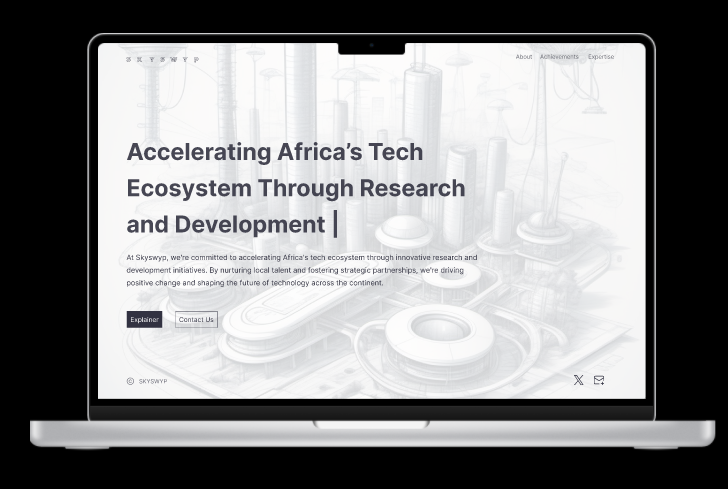 SKYSWYP
About Achievements Expertise
Accelerating Africa’s Tech
Ecosystem Through Research
and Development |
At Skyswyp, we're committed to accelerating Africa's tech ecosystem through innovative research and
development initiatives. By nurturing local talent and fostering strategic partnerships, we're driving
positive change and shaping the future of technology across the continent.
Explainer Contact Us
© SKYSWYP